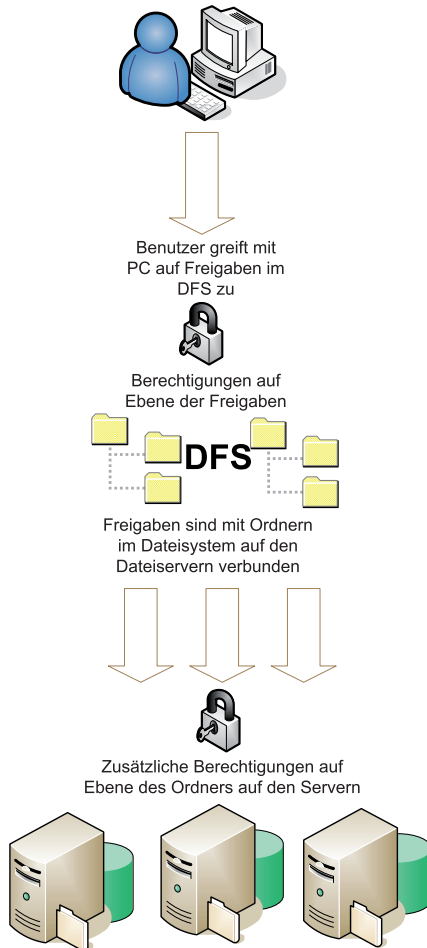 Benutzer greift mit
PC auf Freigaben im
DFS zu
Berechtigungen auf
Ebene der Freigaben
DFS
Freigaben sind mit Ordnern
im Dateisystem auf den
Dateiservern verbunden
Zusätzliche Berechtigungen auf
Ebene des Ordners auf den Servern